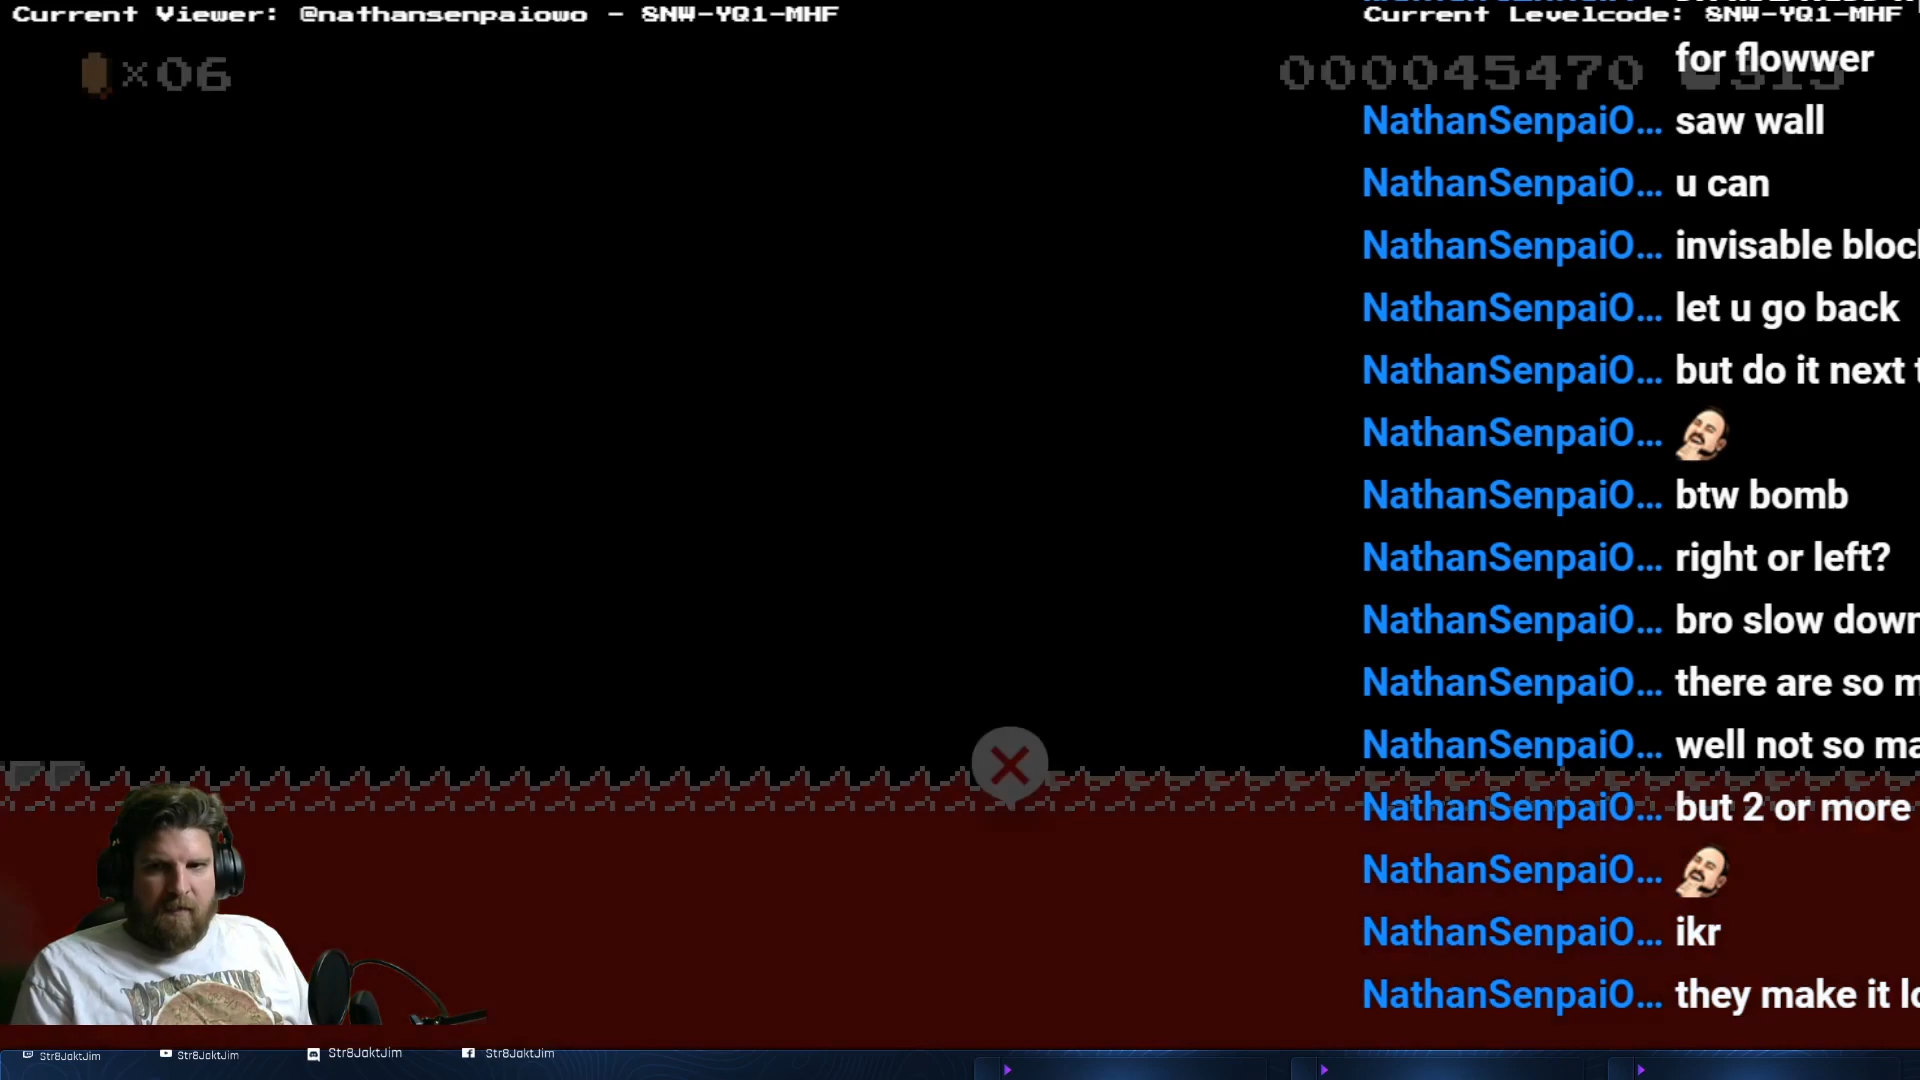 Current Viewer: @nathansenpaiowo - 8NW-YQ1-MHF
Current Levelcode: 8NW-YQ1-MHF
×06
000045470
for flowwer
NathanSenpaiO... saw wall
NathanSenpaiO... u can
NathanSenpaiO... invisable bloc
NathanSenpaiO... let u go back
NathanSenpaiO... but do it next
NathanSenpaiO...
NathanSenpaiO... btw bomb
NathanSenpaiO... right or left?
NathanSenpaiO... bro slow down
NathanSenpaiO... there are so m
NathanSenpaiO... well not so ma
NathanSenpaiO... but 2 or more
NathanSenpaiO...
NathanSenpaiO... ikr
NathanSenpaiO... they make it lo
Str8JaktJim
Str8JaktJim
Str8JaktJim
Str8JaktJim